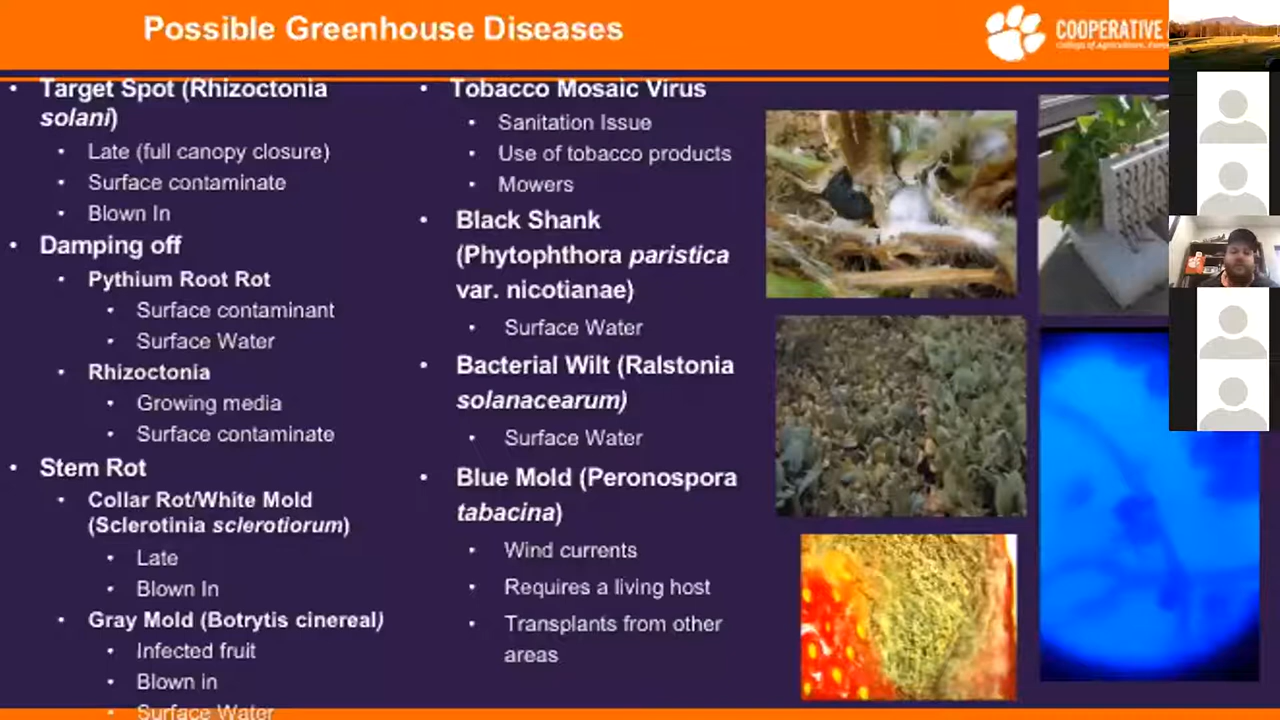 Possible Greenhouse Diseases
COOPERATIVE
Target Spot (Rhizoctonia
solani)
Late (full canopy closure)
Surface contaminate
Blown In
Damping off
Pythium Root Rot
Surface contaminant
Surface Water
Rhizoctonia
Growing media
Surface contaminate
Stem Rot
Collar Rot/White Mold
(Sclerotinia sclerotiorum)
Late
Blown In
Gray Mold (Botrytis cinereal)
Infected fruit
Blown in
Surface Water
Tobacco Mosaic Virus
Sanitation Issue
Use of tobacco products
Mowers
Black Shank
(Phytophthora paristica
var. nicotianae)
Surface Water
Bacterial Wilt (Ralstonia
solanacearum)
Surface Water
Blue Mold (Peronospora
tabacina)
Wind currents
Requires a living host
Transplants from other
areas